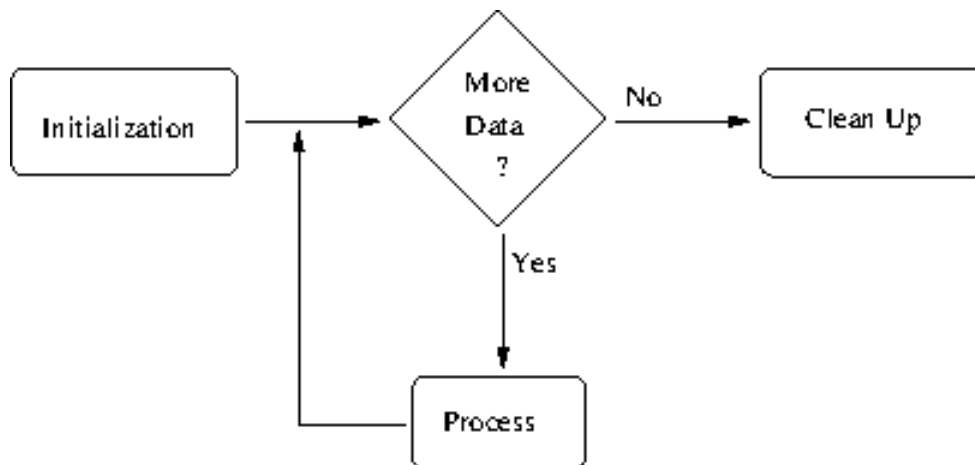 Initialization
More
Data
?
No
Clean Up
Yes
Process